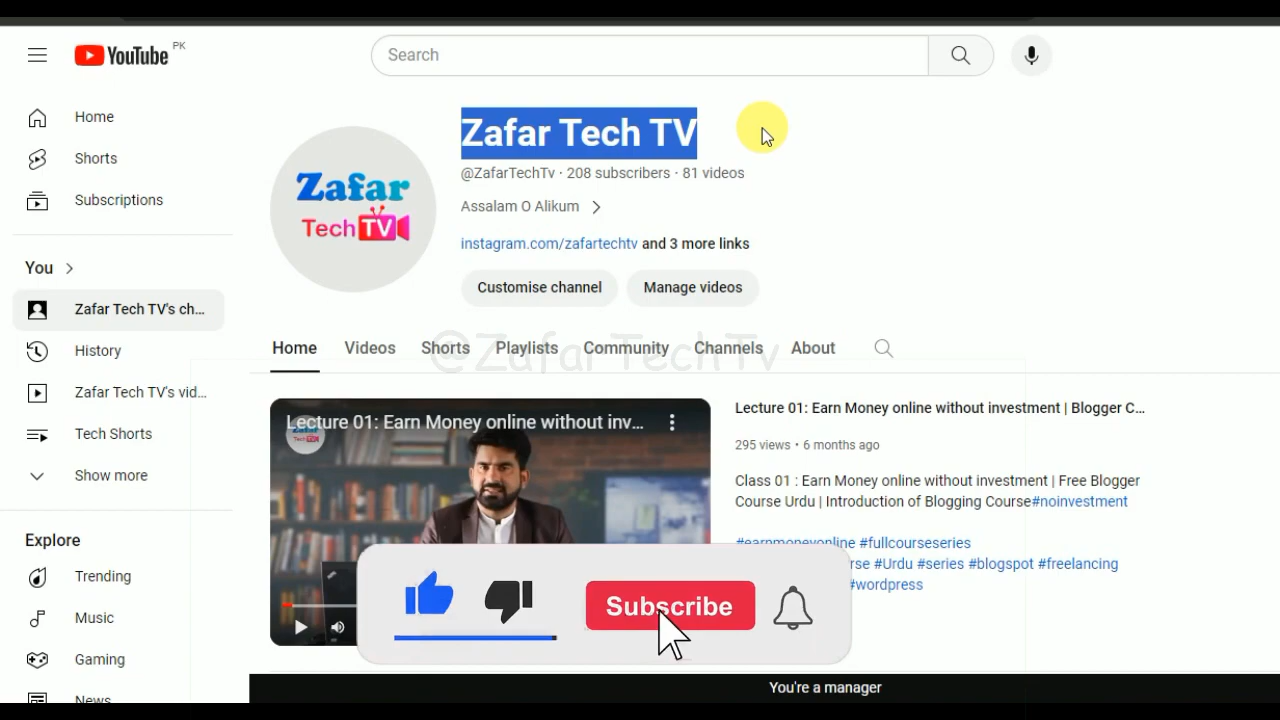 YouTube PK
Search
Home
Shorts
Subscriptions
You
Zafar Tech TV's ch...
History
Zafar Tech TV's vid...
Tech Shorts
Show more
Explore
Trending
Music
Gaming
News
Zafar
Tech TV
Zafar Tech TV
@ZafarTechTv · 208 subscribers · 81 videos
Assalam O Alikum
instagram.com/zafartechtv and 3 more links
Customise channel
Manage videos
@ZafarTechTv
Home
Videos
Shorts
Playlists
Community
Channels
About
Lecture 01: Earn Money online without inv...
Zafar
Tech TV
Lecture 01: Earn Money online without investment | Blogger C...
295 views • 6 months ago
Class 01 : Earn Money online without investment | Free Blogger
Course Urdu | Introduction of Blogging Course#noinvestment
#earnmoneyonline #fullcourseseries
#Urdu #series #blogspot #freelancing
#wordpress
Subscribe
You're a manager